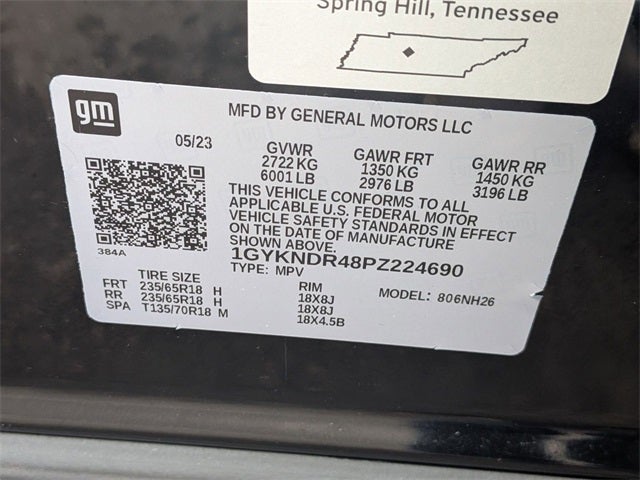 Spring Hill, Tennessee
gm
MFD BY GENERAL MOTORS LLC
05/23
GVWR
2722 KG
6001 LB
GAWR FRT
1350 KG
2976 LB
GAWR RR
1450 KG
3196 LB
THIS VEHICLE CONFORMS TO ALL
APPLICABLE U.S. FEDERAL MOTOR
VEHICLE SAFETY STANDARDS IN EFFECT
ON THE DATE OF MANUFACTURE
SHOWN ABOVE.
384A
1GYKNDR48PZ224690
TYPE: MPV
TIRE SIZE
RIM
MODEL: 806NH26
FRT 235/65R18 H 18X8J
RR 235/65R18 H 18X8J
SPA T135/70R18 M 18X4.5B